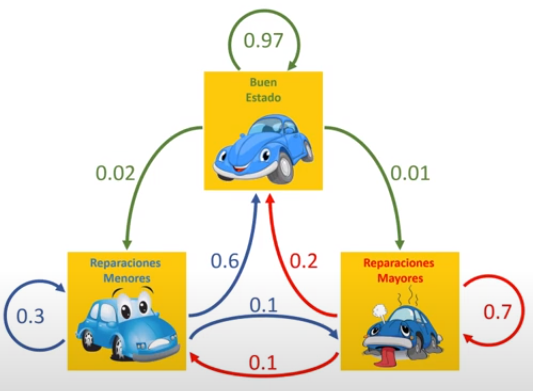 0.97
Buen
Estado
0.02
0.01
Reparaciones
Menores
0.6
0.2
Reparaciones
Mayores
0.3
0.1
0.7
0.1